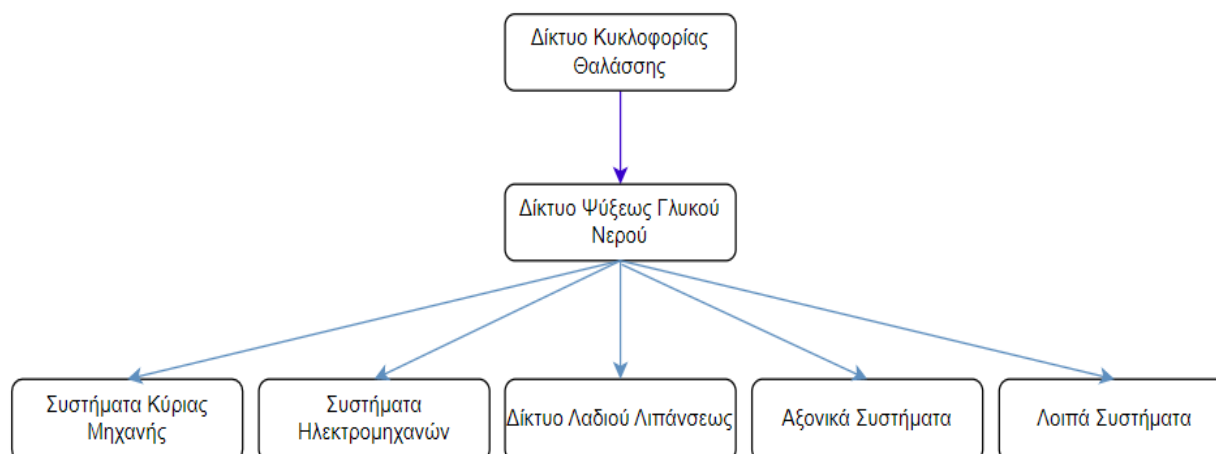 Δίκτυο Κυκλοφορίας
Θαλάσσης
Δίκτυο Ψύξεως Γλυκού
Νερού
Συστήματα Κύριας
Μηχανής
Συστήματα
Ηλεκτρομηχανών
Δίκτυο Λαδιού Λιπάνσεως
Αξονικά Συστήματα
Λοιπά Συστήματα